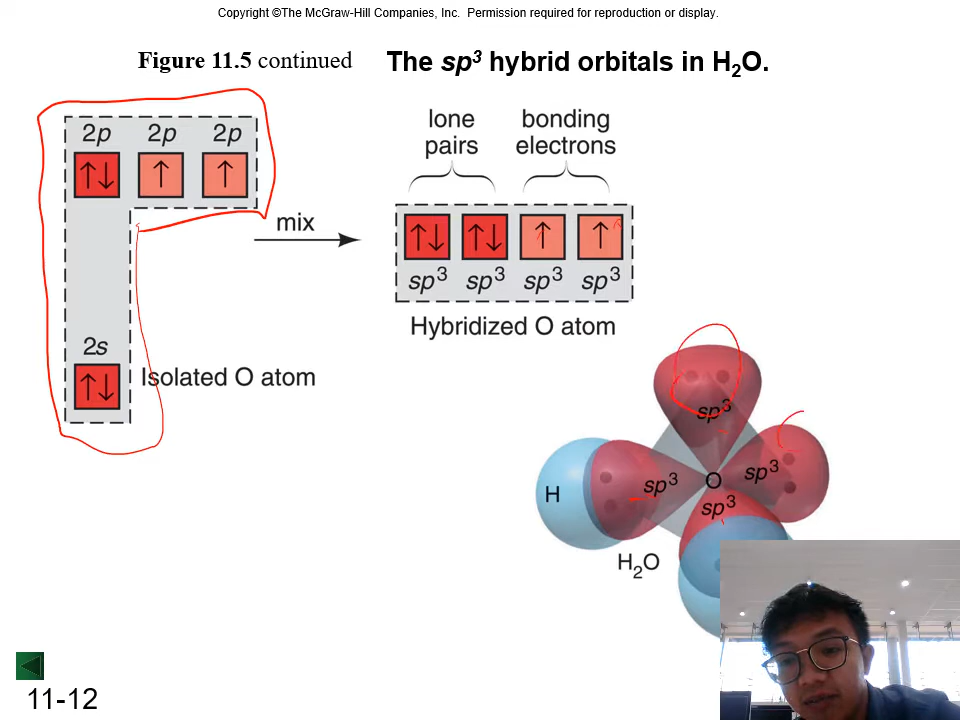 Copyright ©The McGraw-Hill Companies, Inc. Permission required for reproduction or display.
Figure 11.5 continued
The sp³ hybrid orbitals in H₂O.
2p 2p 2p
↑↓ ↑ ↑
2s
↑↓
Isolated O atom
mix
lone pairs
bonding electrons
↑↓ ↑↓ ↑ ↑
sp³ sp³ sp³ sp³
Hybridized O atom
sp³
H
sp³
O
sp³
sp³
H₂O
11-12